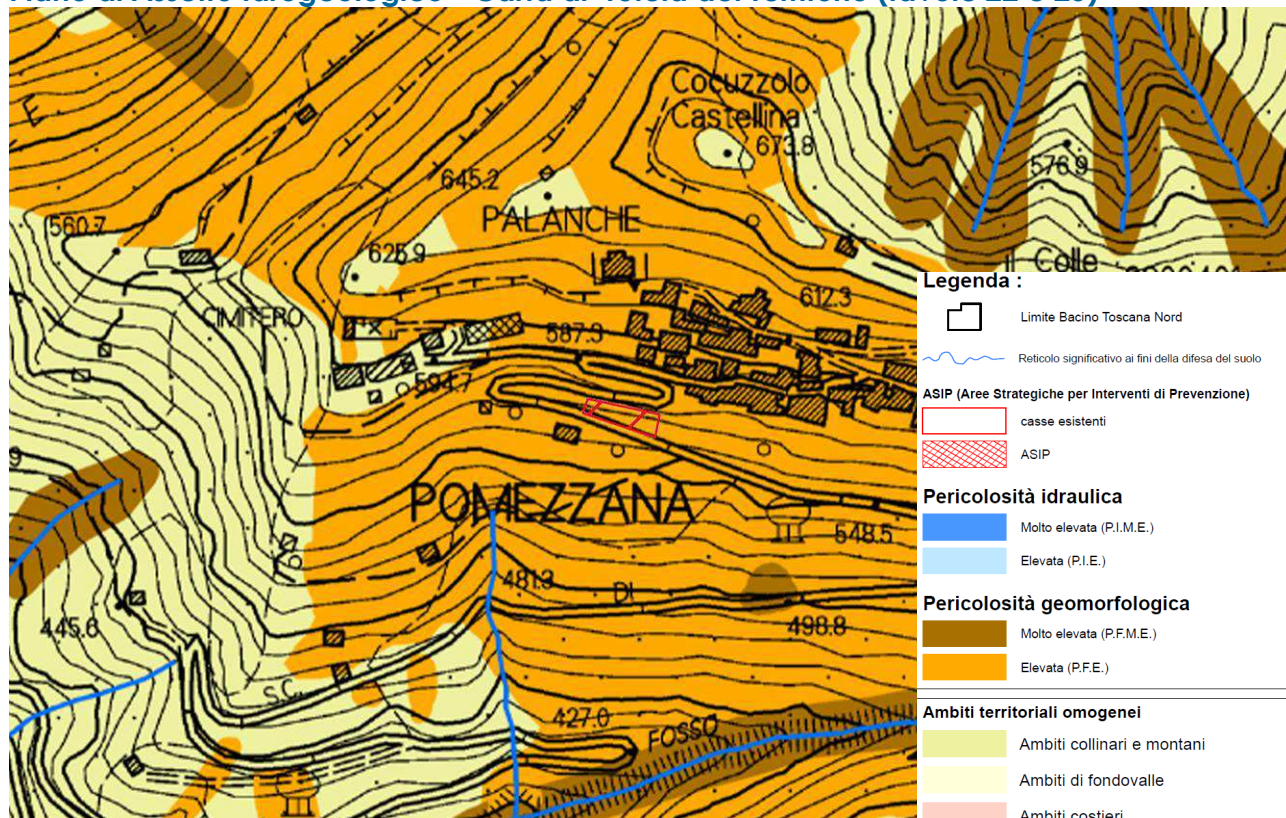 E
Cocuzzolo
Castellina
673.8
576.9
645.2
PALANCHE
560.7
625.9
Il Colle
612.3
CIMITERO
587.3
594.7
POMEZZANA
548.5
481.3
DI
498.8
445.6
S.C.
427.0
FOSSO
Legenda :
Limite Bacino Toscana Nord
Reticolo significativo ai fini della difesa del suolo
ASIP (Aree Strategiche per Interventi di Prevenzione)
casse esistenti
ASIP
Pericolosità idraulica
Molto elevata (P.I.M.E.)
Elevata (P.I.E.)
Pericolosità geomorfologica
Molto elevata (P.F.M.E.)
Elevata (P.F.E.)
Ambiti territoriali omogenei
Ambiti collinari e montani
Ambiti di fondovalle
Ambiti costieri